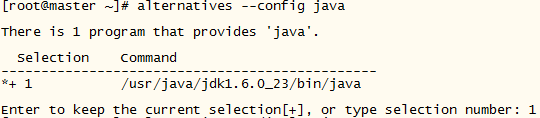 [root@master ~]# alternatives --config java
There is 1 program that provides 'java'.
Selection Command
-----------------------------------------------
*+ 1 /usr/java/jdk1.6.0_23/bin/java
Enter to keep the current selection[+], or type selection number: 1